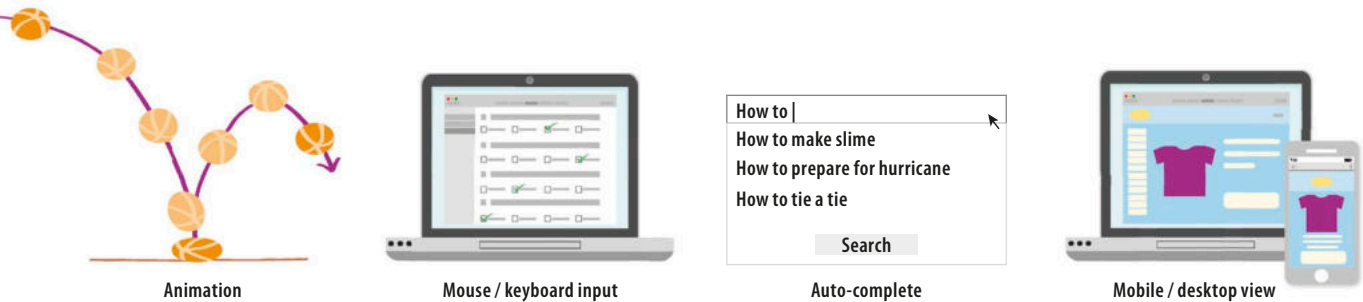 How to
How to make slime
How to prepare for hurricane
How to tie a tie
Search
Animation
Mouse / keyboard input
Auto-complete
Mobile / desktop view